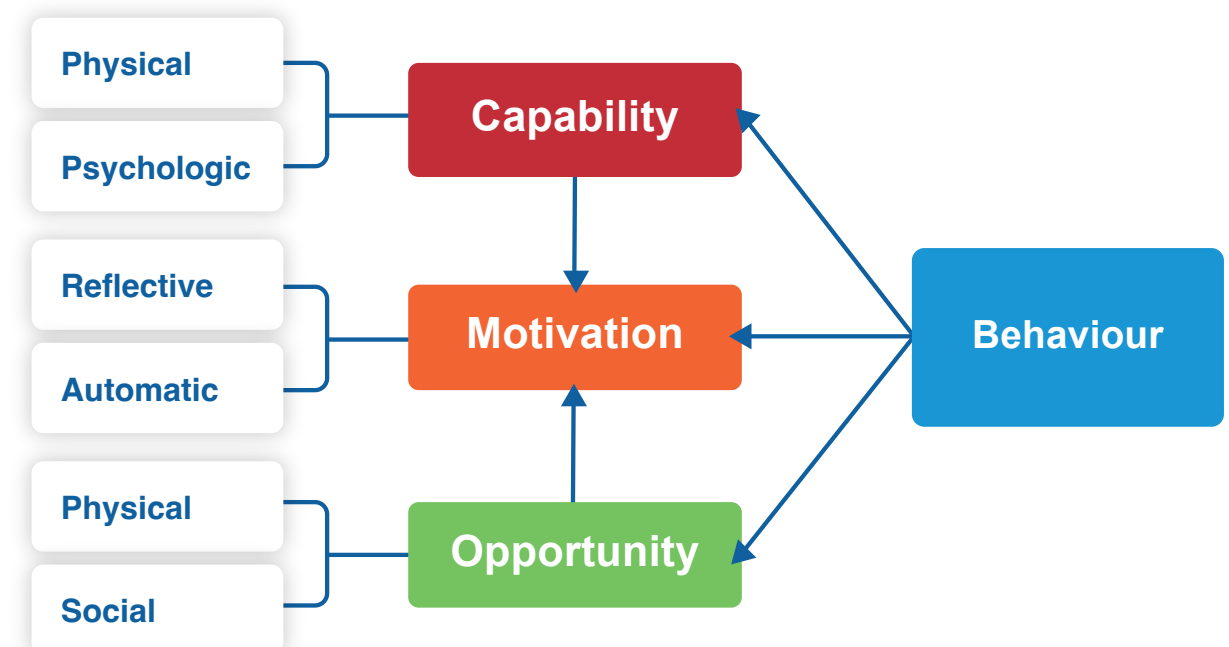 Physical
Psychologic
Reflective
Automatic
Physical
Social
Capability
Motivation
Opportunity
Behaviour